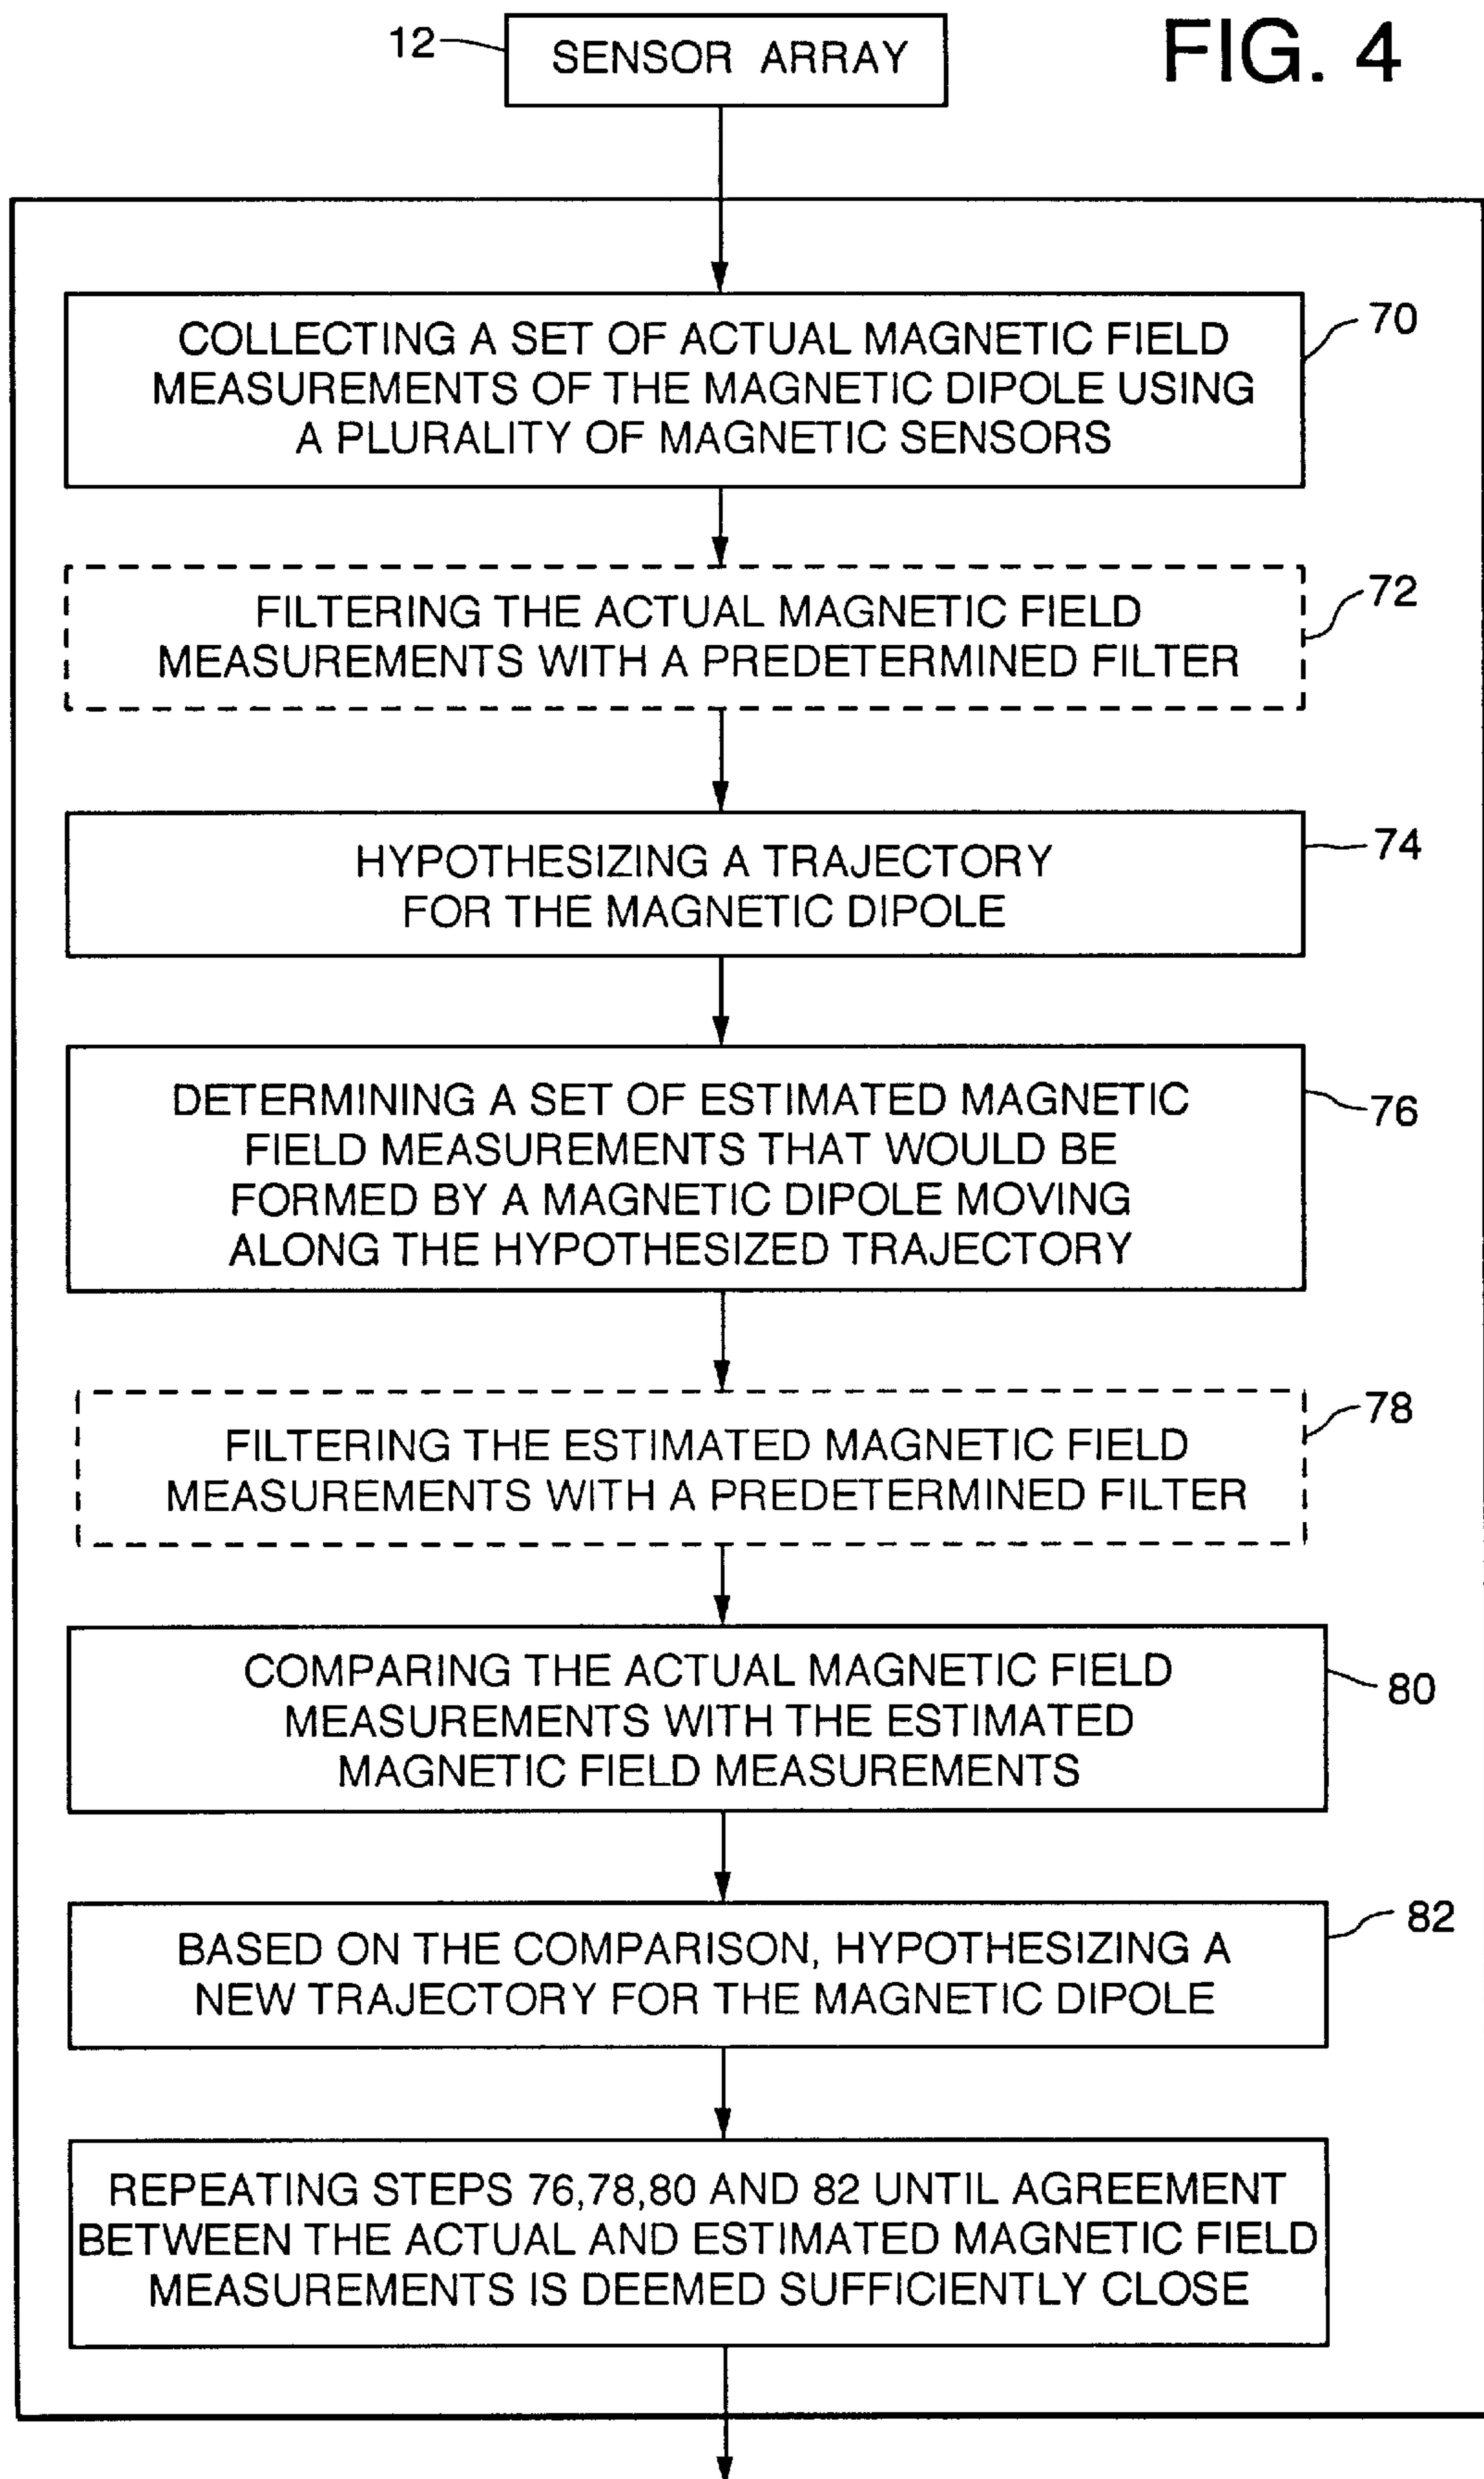 FIG. 4
12
SENSOR ARRAY
COLLECTING A SET OF ACTUAL MAGNETIC FIELD
MEASUREMENTS OF THE MAGNETIC DIPOLE USING
A PLURALITY OF MAGNETIC SENSORS
70
FILTERING THE ACTUAL MAGNETIC FIELD
MEASUREMENTS WITH A PREDETERMINED FILTER
72
HYPOTHESIZING A TRAJECTORY
FOR THE MAGNETIC DIPOLE
74
DETERMINING A SET OF ESTIMATED MAGNETIC
FIELD MEASUREMENTS THAT WOULD BE
FORMED BY A MAGNETIC DIPOLE MOVING
ALONG THE HYPOTHESIZED TRAJECTORY
76
FILTERING THE ESTIMATED MAGNETIC FIELD
MEASUREMENTS WITH A PREDETERMINED FILTER
78
COMPARING THE ACTUAL MAGNETIC FIELD
MEASUREMENTS WITH THE ESTIMATED
MAGNETIC FIELD MEASUREMENTS
80
BASED ON THE COMPARISON, HYPOTHESIZING A
NEW TRAJECTORY FOR THE MAGNETIC DIPOLE
82
REPEATING STEPS 76,78,80 AND 82 UNTIL AGREEMENT
BETWEEN THE ACTUAL AND ESTIMATED MAGNETIC FIELD
MEASUREMENTS IS DEEMED SUFFICIENTLY CLOSE